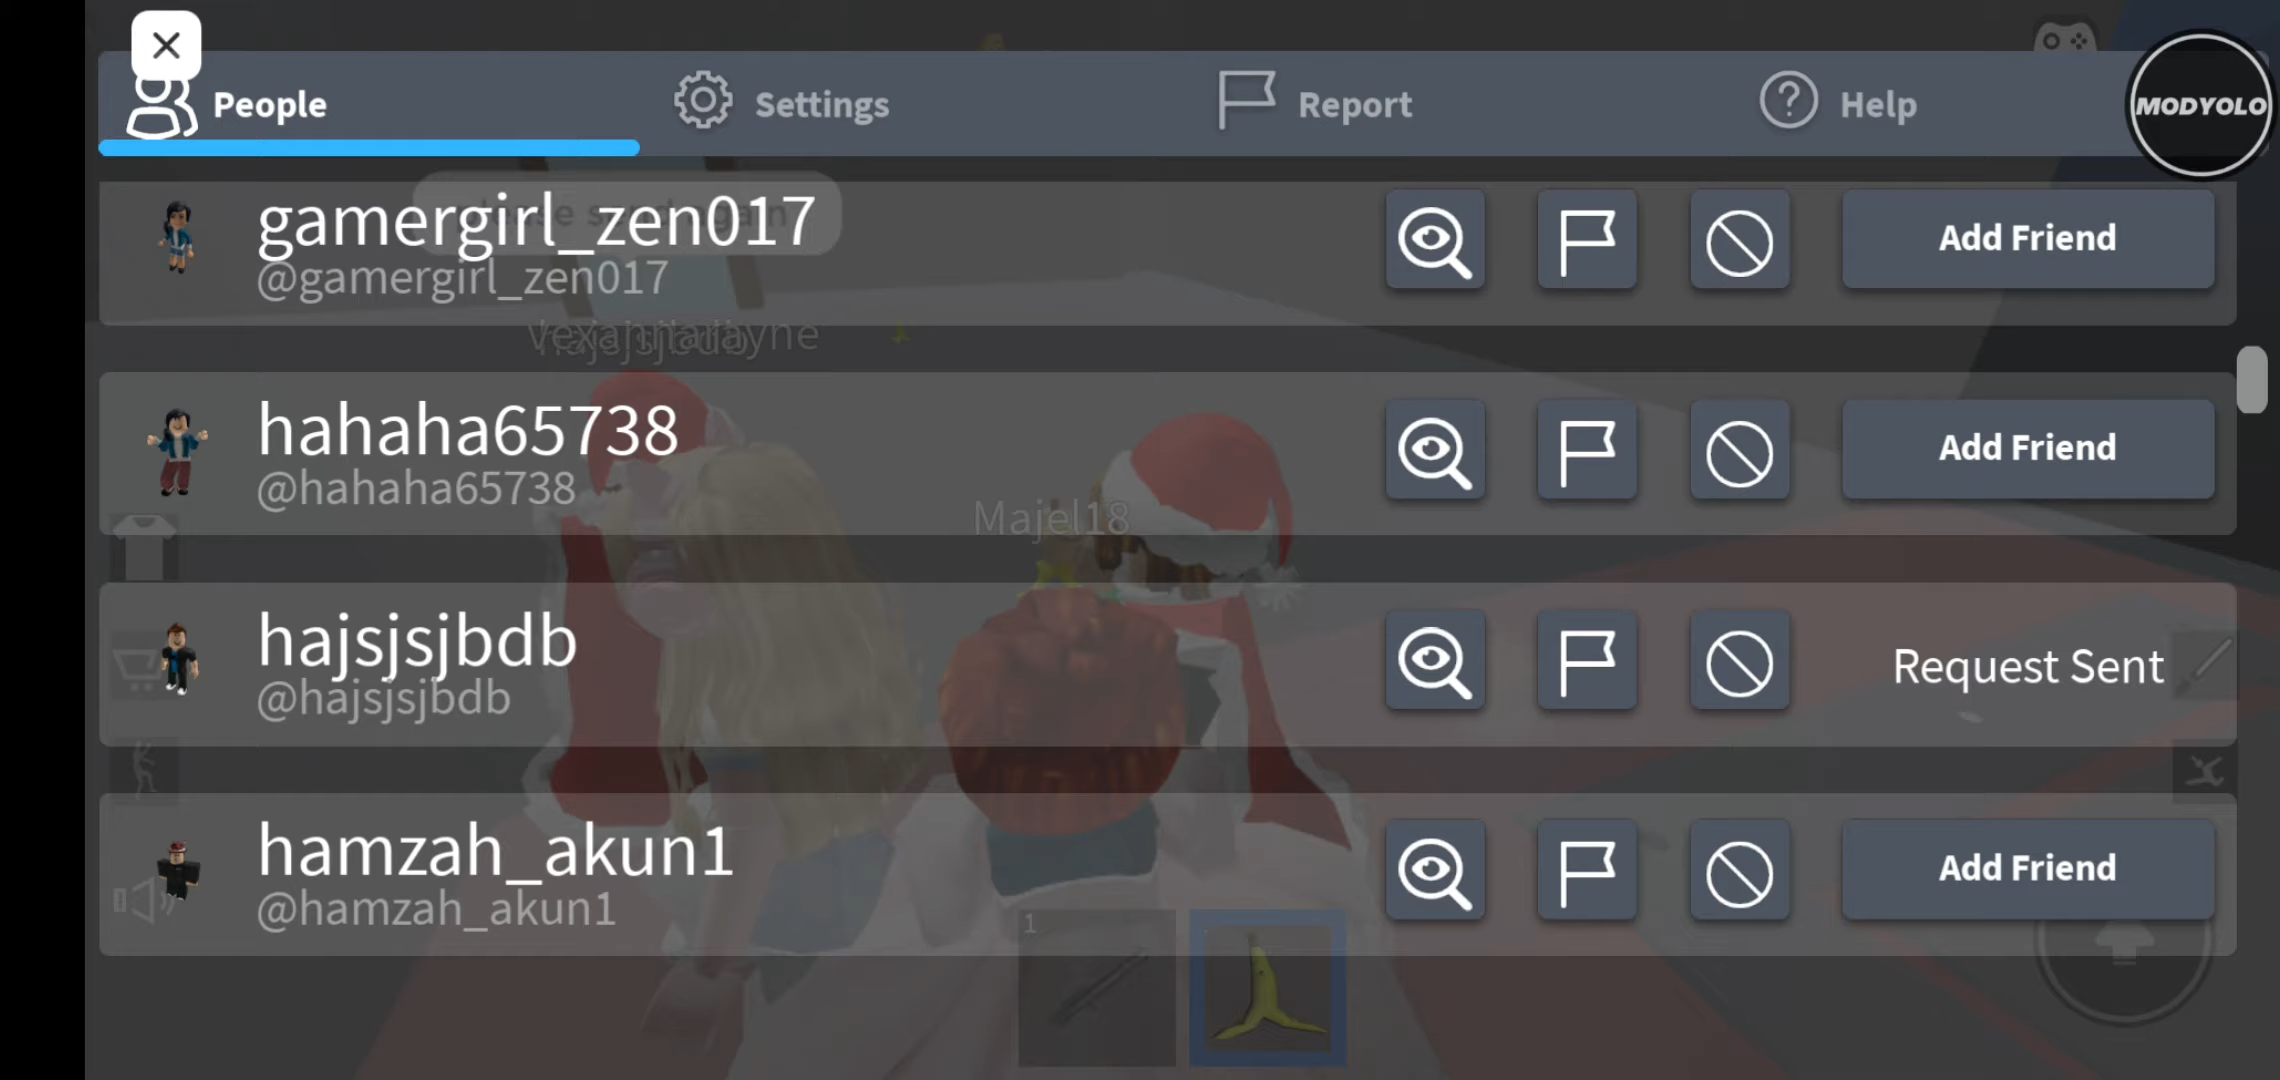 People
Settings
Report
Help
MODYOLO
gamergirl_zen017
@gamergirl_zen017
Add Friend
hahaha65738
@hahaha65738
Add Friend
Majel18
hajsjsjbdb
@hajsjsjbdb
Request Sent
hamzah_akun1
@hamzah_akun1
Add Friend
1